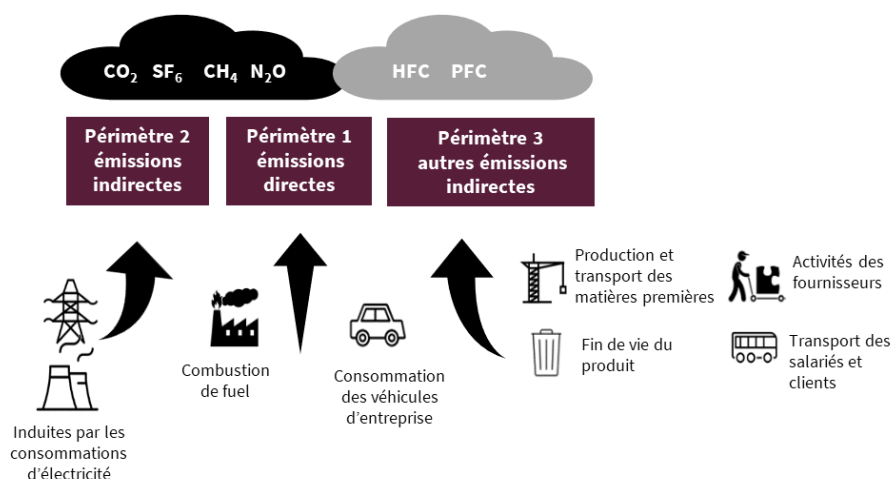 CO₂ SF₆ CH₄ N₂O
HFC PFC
Périmètre 2
émissions
indirectes
Périmètre 1
émissions
directes
Périmètre 3
autres émissions
indirectes
Induites par les
consommations
d'électricité
Combustion
de fuel
Consommation
des véhicules
d'entreprise
Production et
transport des
matières premières
Activités des
fournisseurs
Fin de vie du
produit
Transport des
salariés et
clients